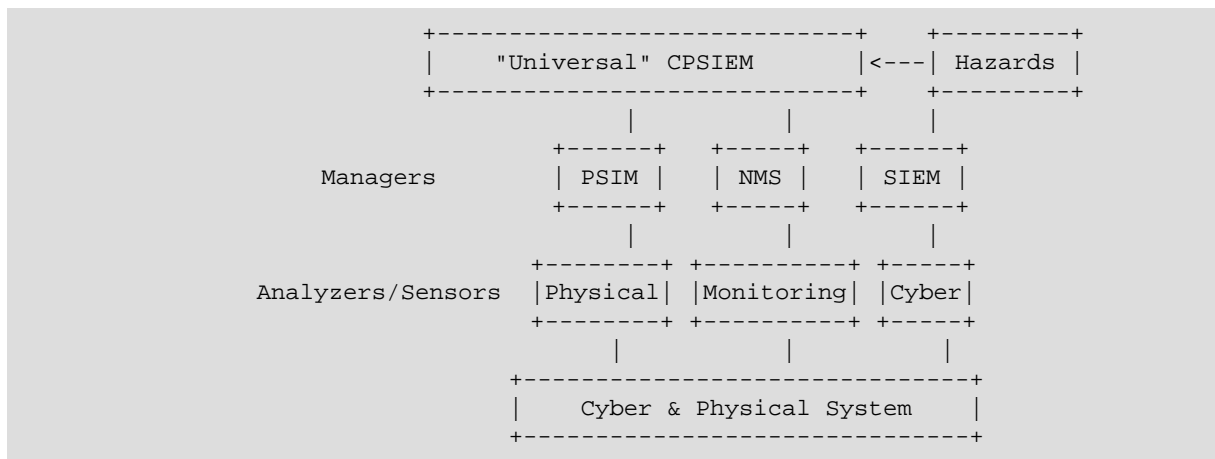 "Universal" CPSIEM |<---| Hazards
Managers | PSIM | | NMS | | SIEM |
Analyzers/Sensors |Physical| |Monitoring| |Cyber|
Cyber & Physical System